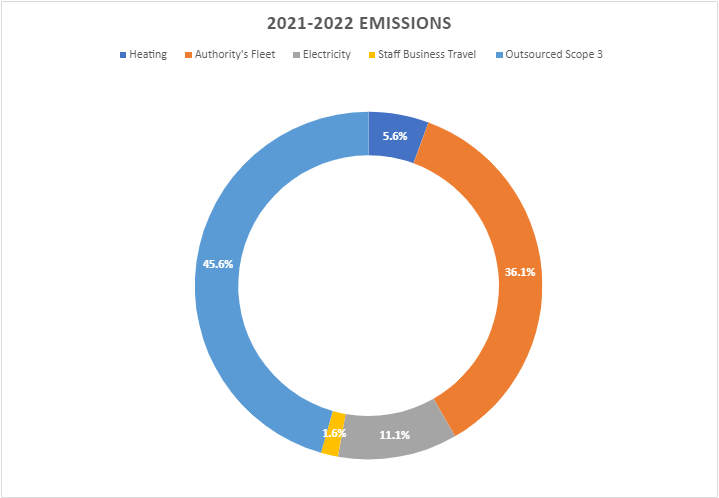 2021-2022 EMISSIONS
Heating Authority's Fleet Electricity Staff Business Travel Outsourced Scope 3
5.6%
45.6%
36.1%
1.6%
11.1%